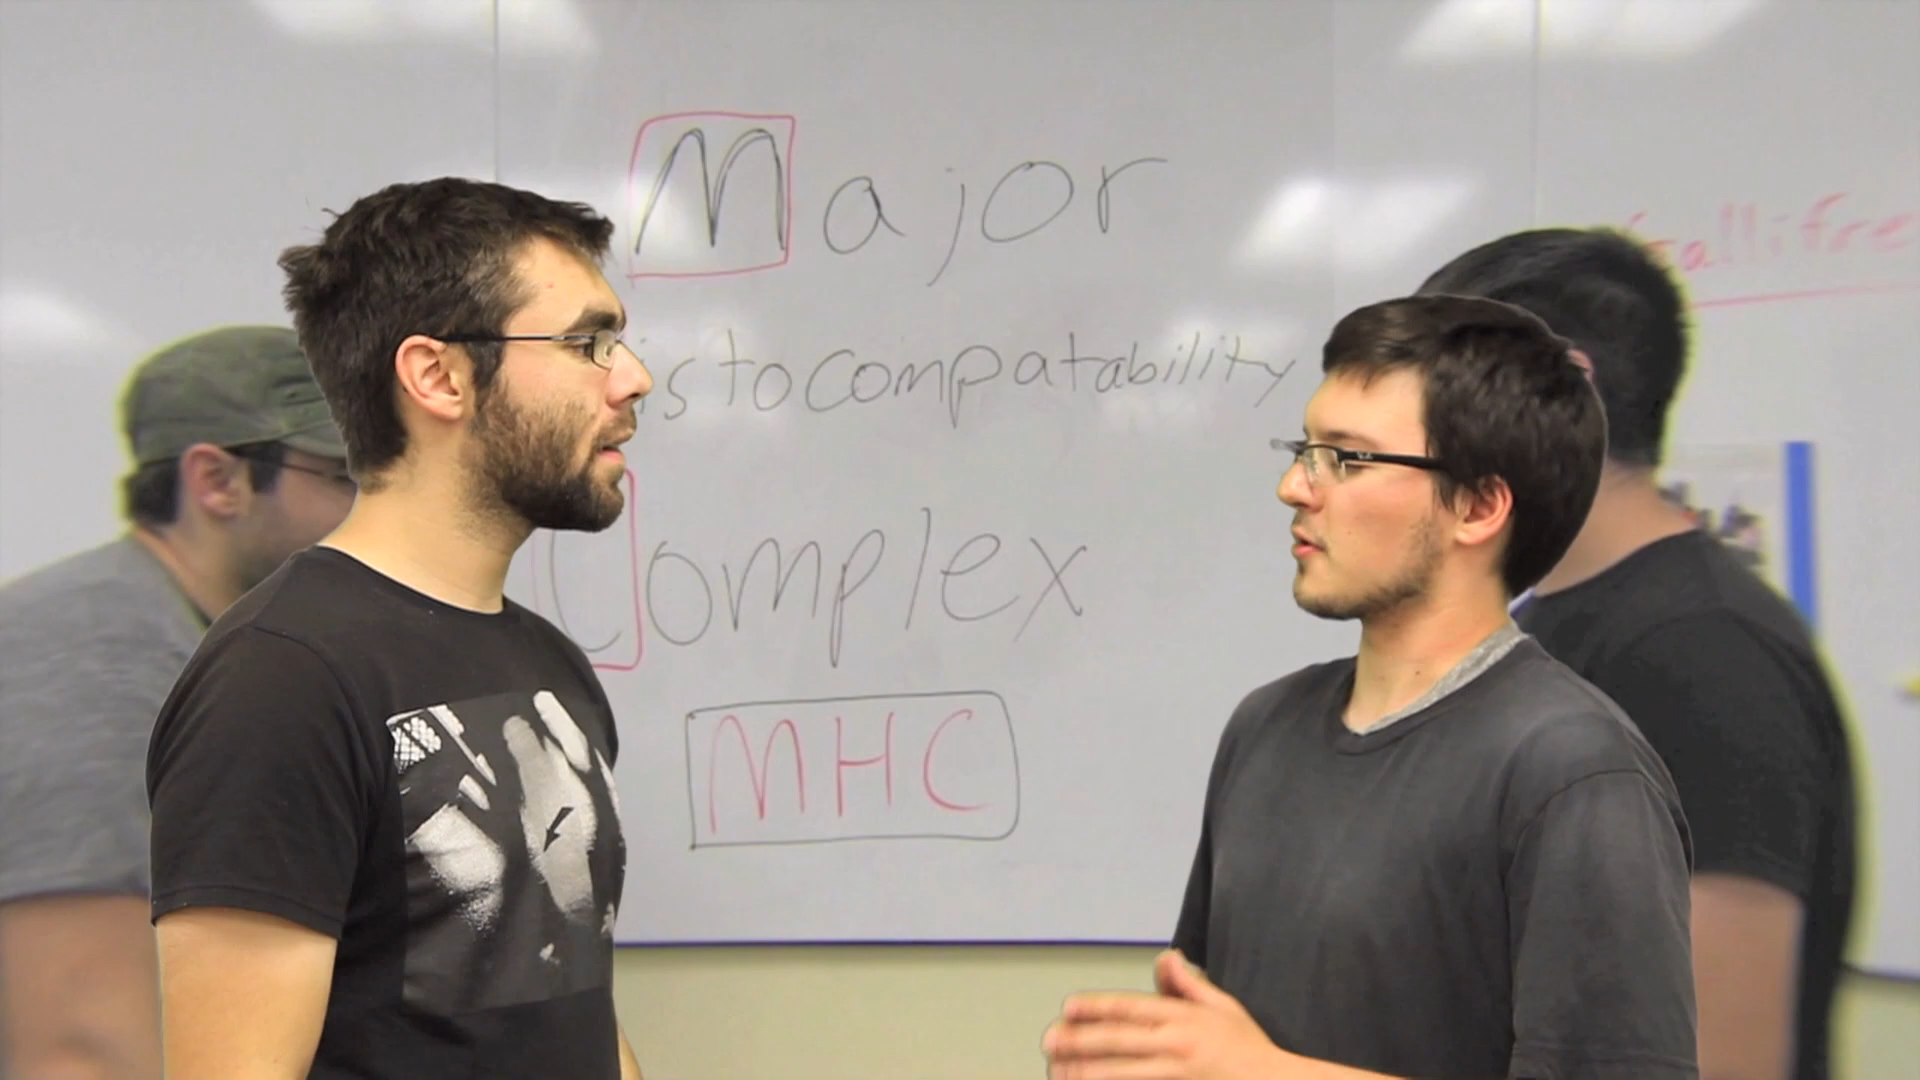 Major
istocompatability
Complex
MHC
allifre